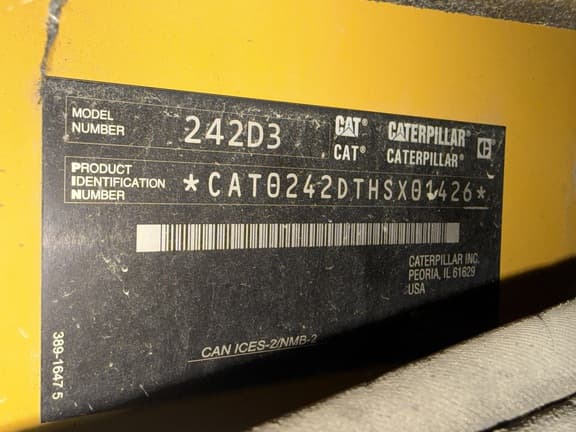 MODEL
NUMBER
242D3
CAT® CATERPILLAR®
CAT® CATERPILLAR®
PRODUCT
IDENTIFICATION
NUMBER
*CAT0242DTHSX01426*
CATERPILLAR INC.
PEORIA, IL 61629
USA
CAN ICES-2/NMB-2
389-1647 5